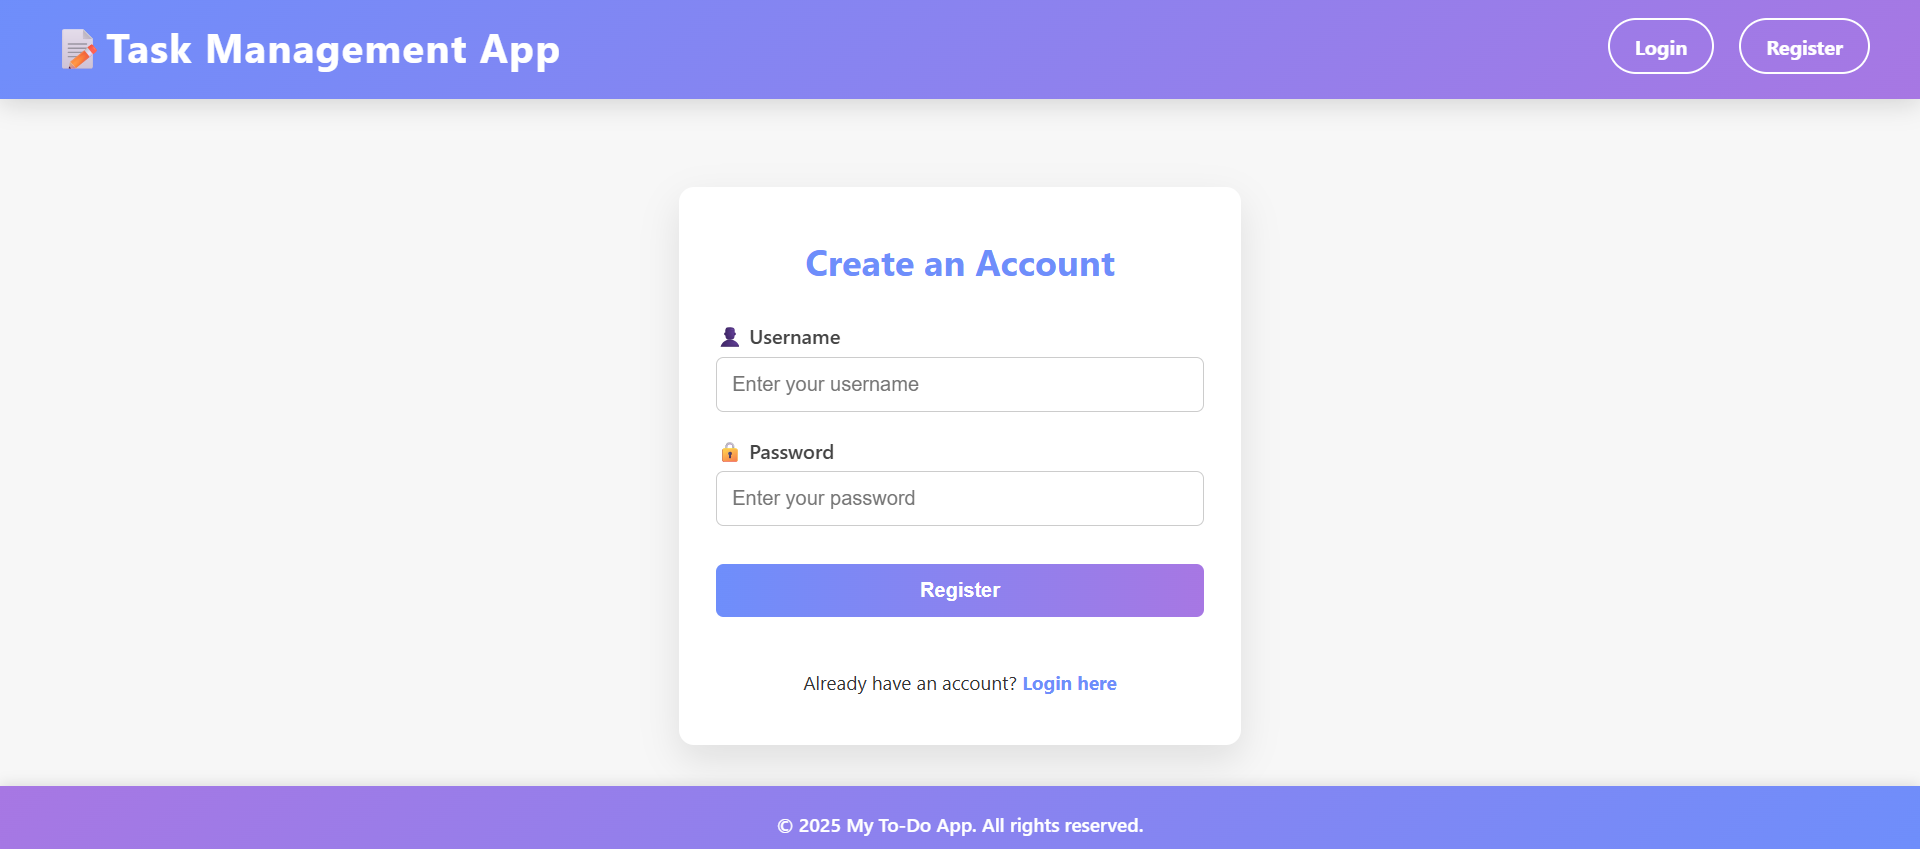 Task Management App
Login
Register
Create an Account
Username
Enter your username
Password
Enter your password
Register
Already have an account? Login here
© 2025 My To-Do App. All rights reserved.